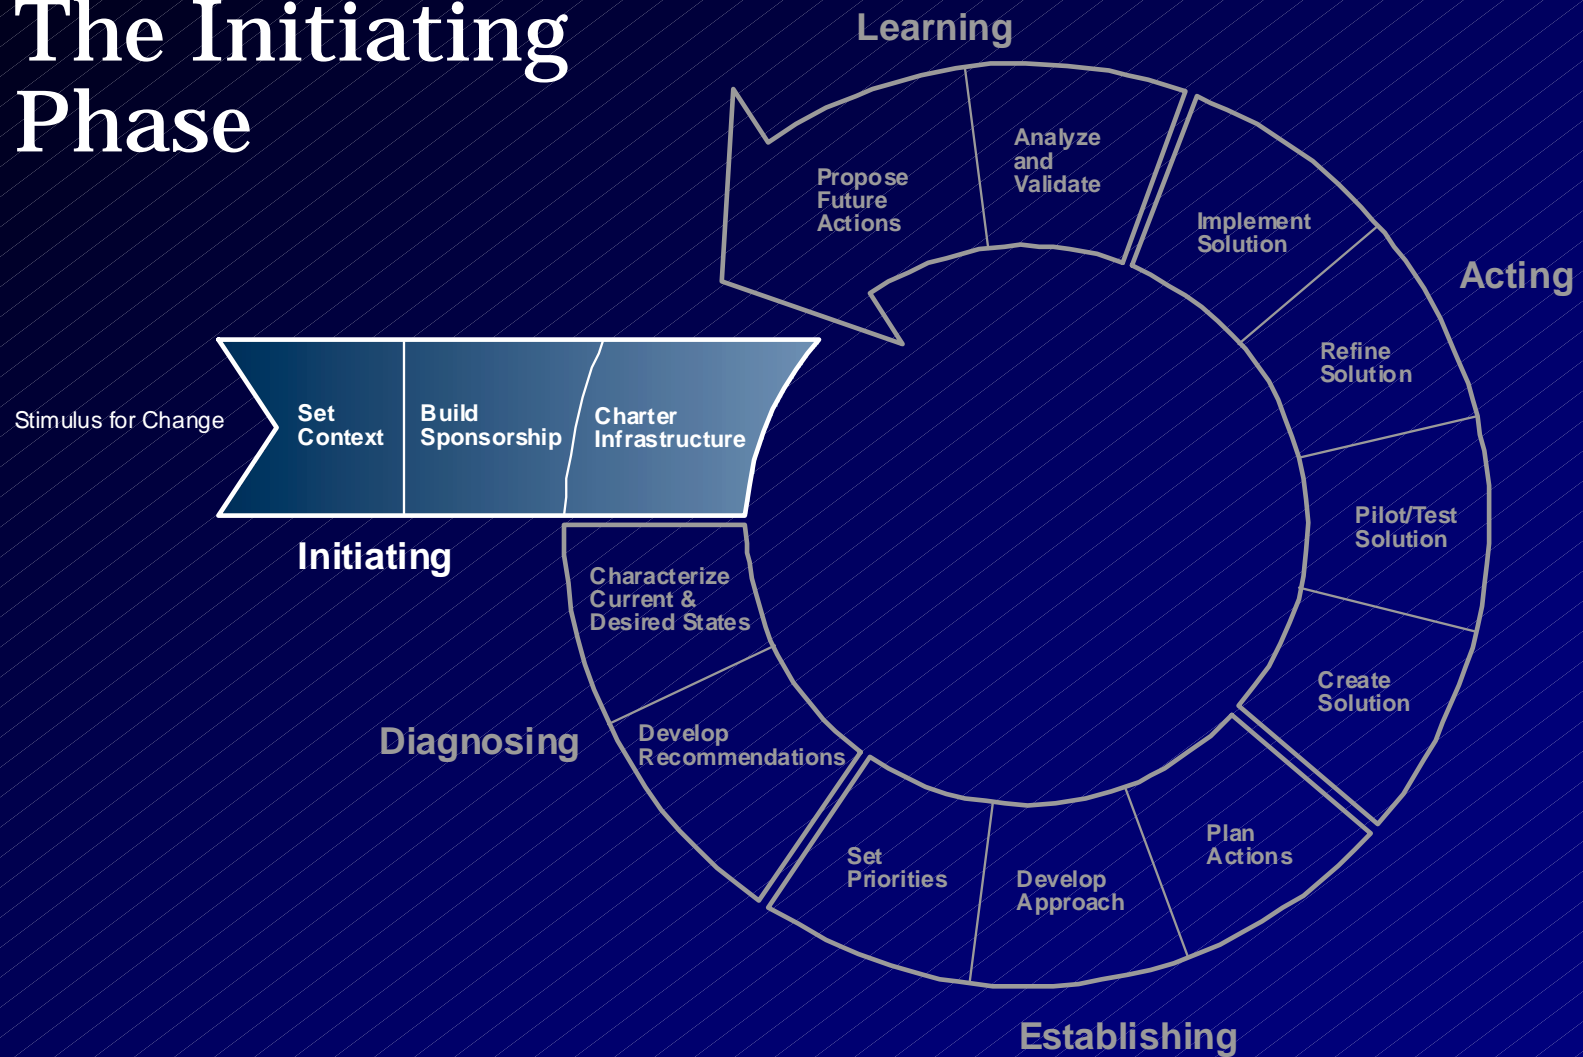 The Initiating
Phase
Learning
Analyze
and
Validate
Propose
Future
Actions
Implement
Solution
Acting
Refine
Solution
Stimulus for Change
Set
Context
Build
Sponsorship
Charter
Infrastructure
Initiating
Pilot/Test
Solution
Characterize
Current &
Desired States
Create
Solution
Diagnosing
Develop
Recommendations
Set
Priorities
Develop
Approach
Plan
Actions
Establishing